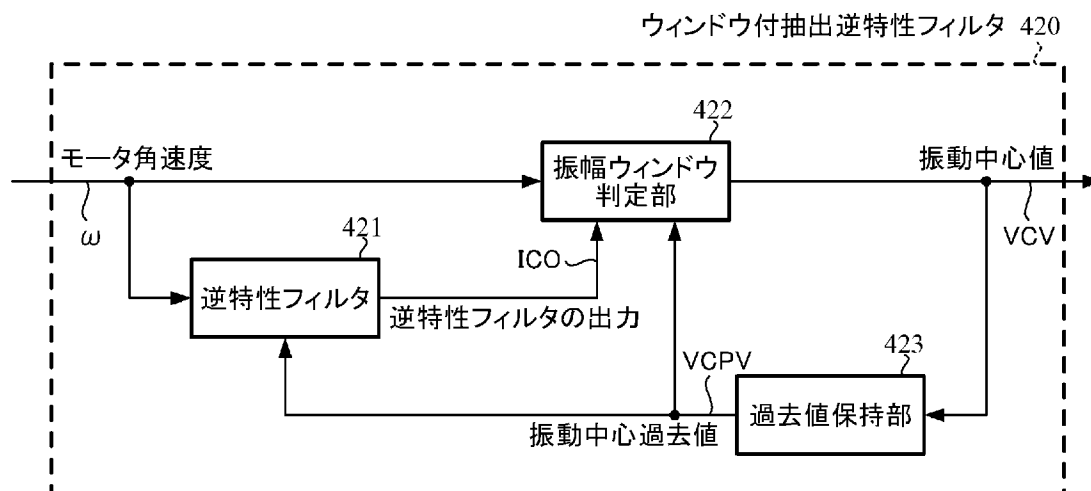 ウィンドウ付抽出逆特性フィルタ 420
422
モータ角速度
振幅ウィンドウ
判定部
振動中心値
ω
VCV
421
ICO
逆特性フィルタ
逆特性フィルタの出力
423
VCPV
過去値保持部
振動中心過去値